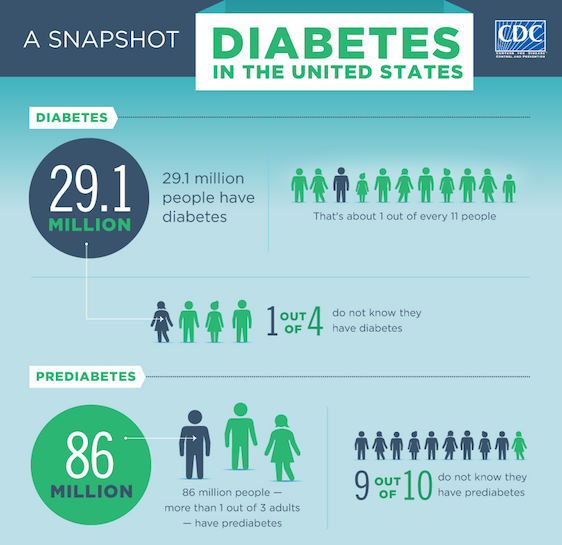 A SNAPSHOT
DIABETES
IN THE UNITED STATES
CDC
CENTERS FOR DISEASE
CONTROL AND PREVENTION
DIABETES
29.1
MILLION
29.1 million
people have
diabetes
That's about 1 out of every 11 people
1 OUT OF 4
do not know they
have diabetes
PREDIABETES
86
MILLION
86 million people —
more than 1 out of 3 adults
— have prediabetes
9 OUT OF 10
do not know they
have prediabetes